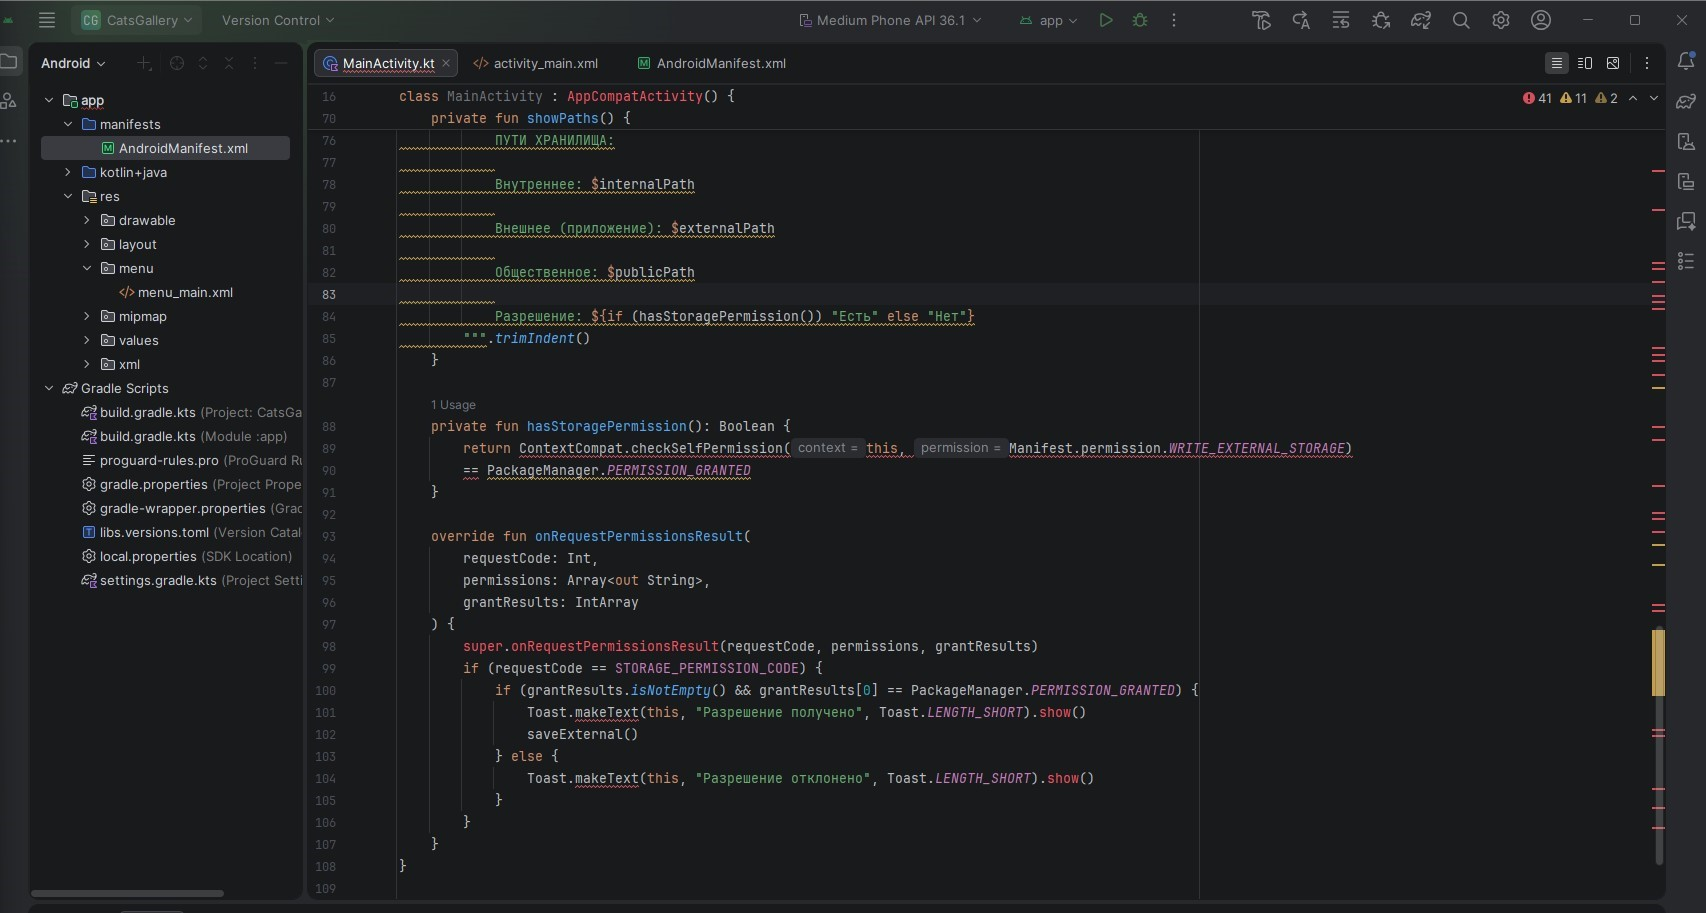 CG CatsGallery
Version Control
Medium Phone API 36.1
app
Android
MainActivity.kt
activity_main.xml
AndroidManifest.xml
app
manifests
AndroidManifest.xml
kotlin+java
res
drawable
layout
menu
menu_main.xml
mipmap
values
xml
Gradle Scripts
build.gradle.kts (Project: CatsGa
build.gradle.kts (Module :app)
proguard-rules.pro (ProGuard Ru
gradle.properties (Project Prope
gradle-wrapper.properties (Grac
libs.versions.toml (Version Catal
local.properties (SDK Location)
settings.gradle.kts (Project Setti
41 11 2
16 class MainActivity : AppCompatActivity() {
70 private fun showPaths() {
76 ПУТИ ХРАНИЛИЩА:
77
78 Внутреннее: $internalPath
79
80 Внешнее (приложение): $externalPath
81
82 Общественное: $publicPath
83
84 Разрешение: ${if (hasStoragePermission()) "Есть" else "Нет"}
85 """.trimIndent()
86 }
87
1 Usage
88 private fun hasStoragePermission(): Boolean {
89 return ContextCompat.checkSelfPermission( context = this, permission = Manifest.permission.WRITE_EXTERNAL_STORAGE)
90 == PackageManager.PERMISSION_GRANTED
91 }
92
93 override fun onRequestPermissionsResult(
94 requestCode: Int,
95 permissions: Array<out String>,
96 grantResults: IntArray
97 ) {
98 super.onRequestPermissionsResult(requestCode, permissions, grantResults)
99 if (requestCode == STORAGE_PERMISSION_CODE) {
100 if (grantResults.isNotEmpty() && grantResults[0] == PackageManager.PERMISSION_GRANTED) {
101 Toast.makeText(this, "Разрешение получено", Toast.LENGTH_SHORT).show()
102 saveExternal()
103 } else {
104 Toast.makeText(this, "Разрешение отклонено", Toast.LENGTH_SHORT).show()
105 }
106 }
107 }
108 }
109